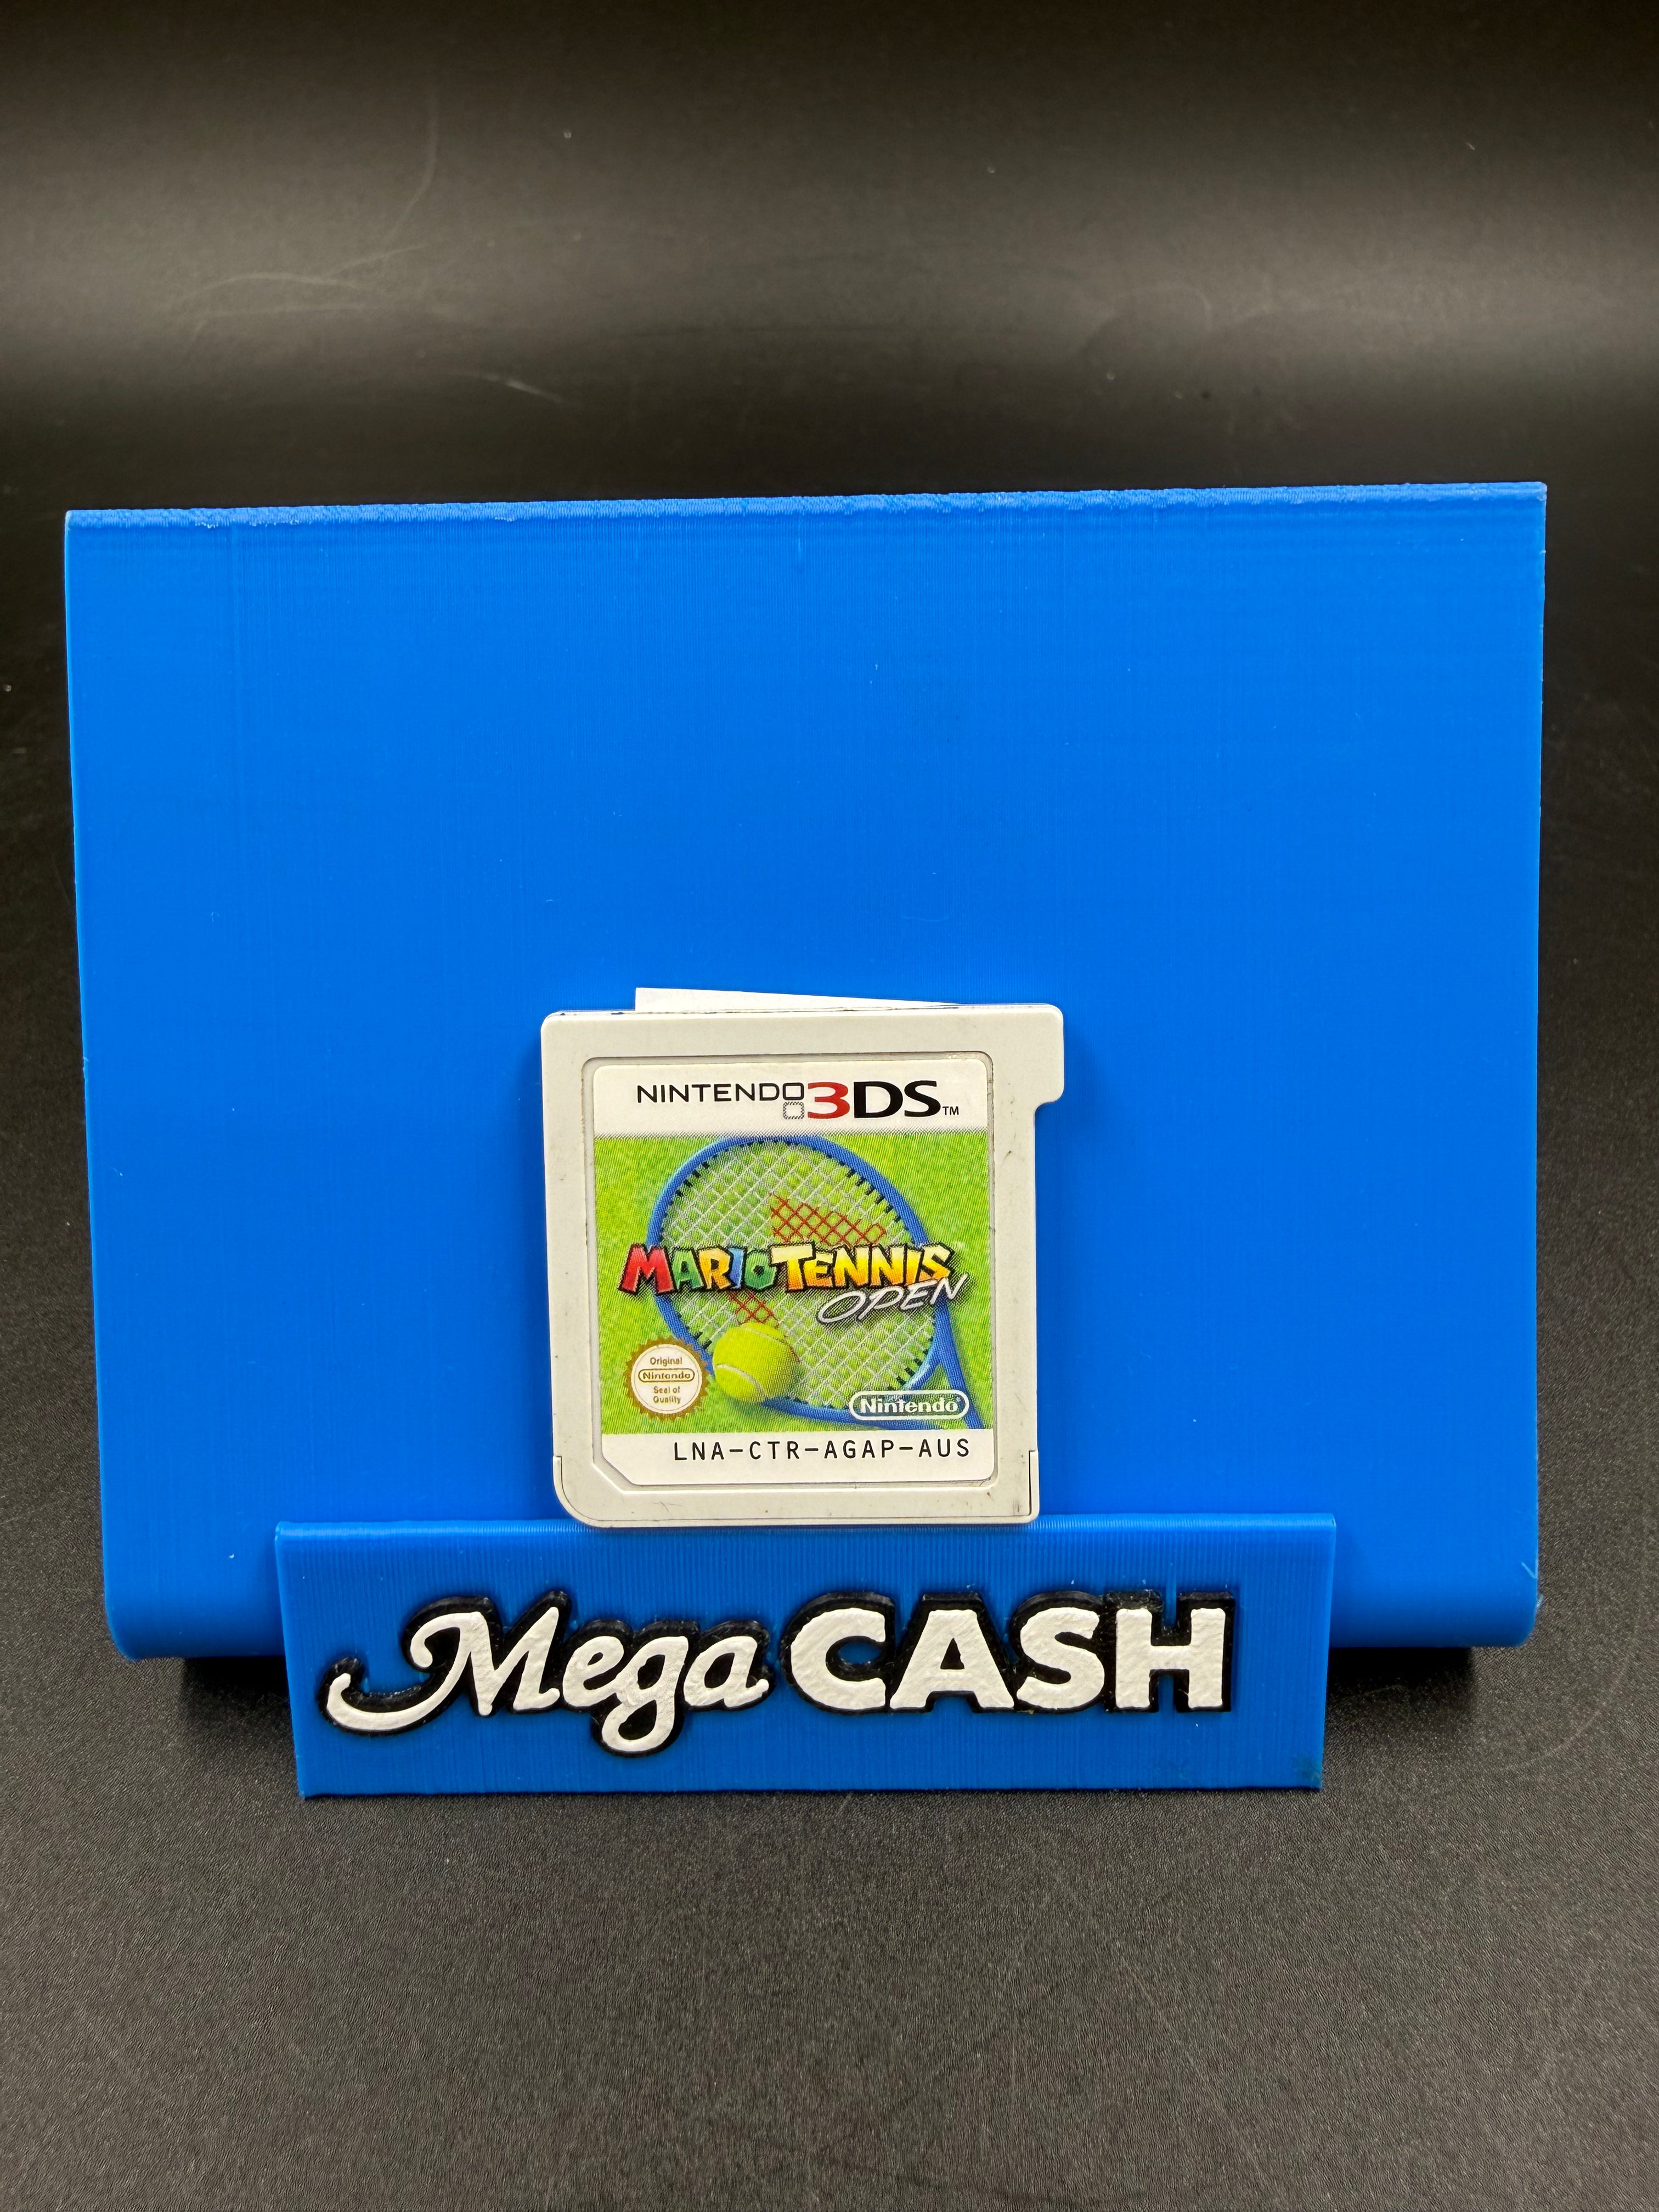 NINTENDO 3DS™
MARIO TENNIS
OPEN
Original
Nintendo
Seal of
Quality
Nintendo®
LNA-CTR-AGAP-AUS
Mega CASH